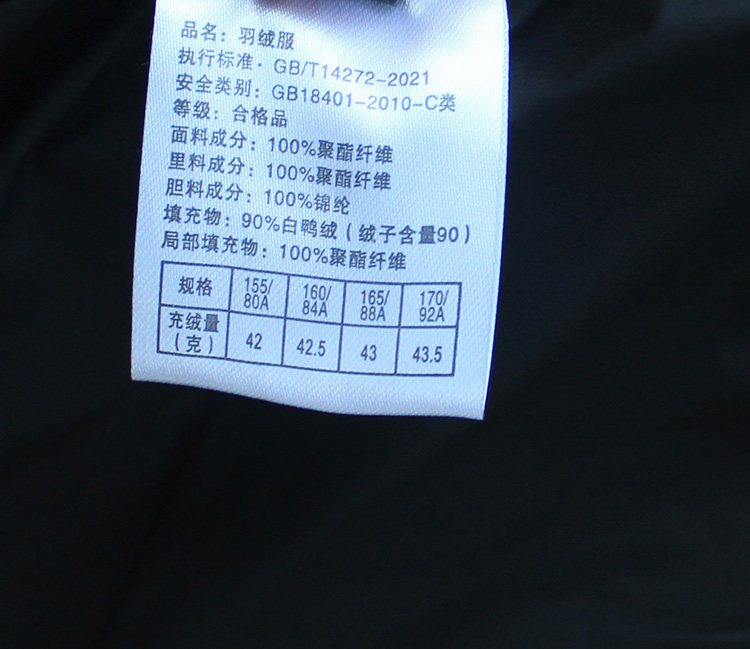 品名：羽绒服
执行标准·GB/T14272-2021
安全类别：GB18401-2010-C类
等级：合格品
面料成分：100%聚酯纤维
里料成分：100%聚酯纤维
胆料成分：100%锦纶
填充物：90%白鸭绒（绒子含量90）
局部填充物：100%聚酯纤维
规格 155/80A 160/84A 165/88A 170/92A
充绒量（克） 42 42.5 43 43.5